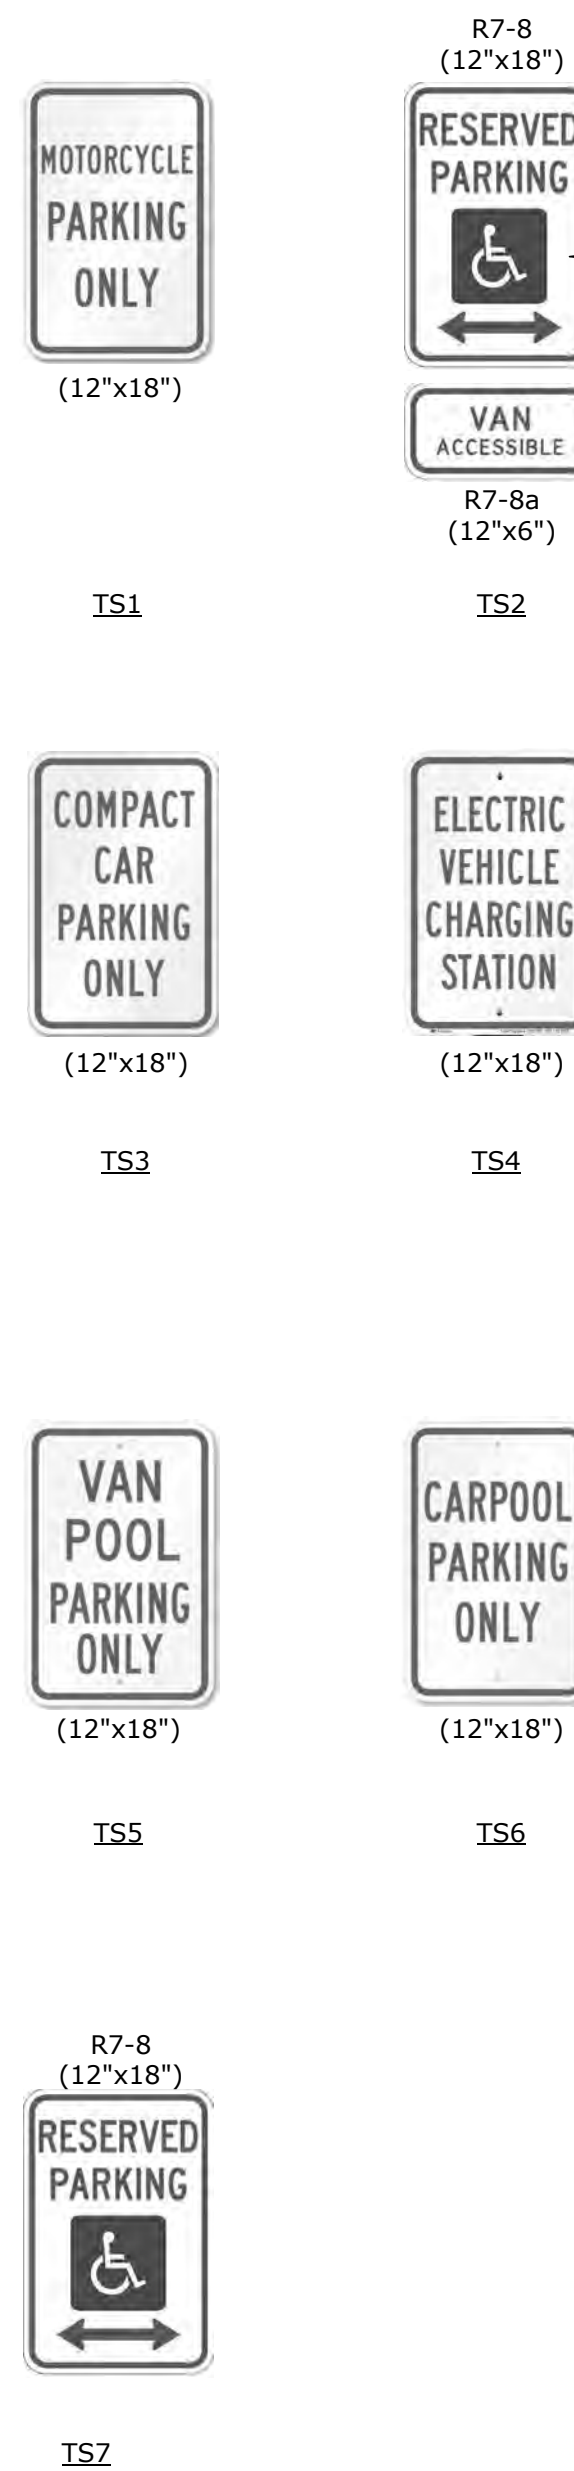 MOTORCYCLE
PARKING
ONLY
(12"x18")
TS1
R7-8
(12"x18")
RESERVED
PARKING
VAN
ACCESSIBLE
R7-8a
(12"x6")
TS2
COMPACT
CAR
PARKING
ONLY
(12"x18")
TS3
ELECTRIC
VEHICLE
CHARGING
STATION
(12"x18")
TS4
VAN
POOL
PARKING
ONLY
(12"x18")
TS5
CARPOOL
PARKING
ONLY
(12"x18")
TS6
R7-8
(12"x18")
RESERVED
PARKING
TS7